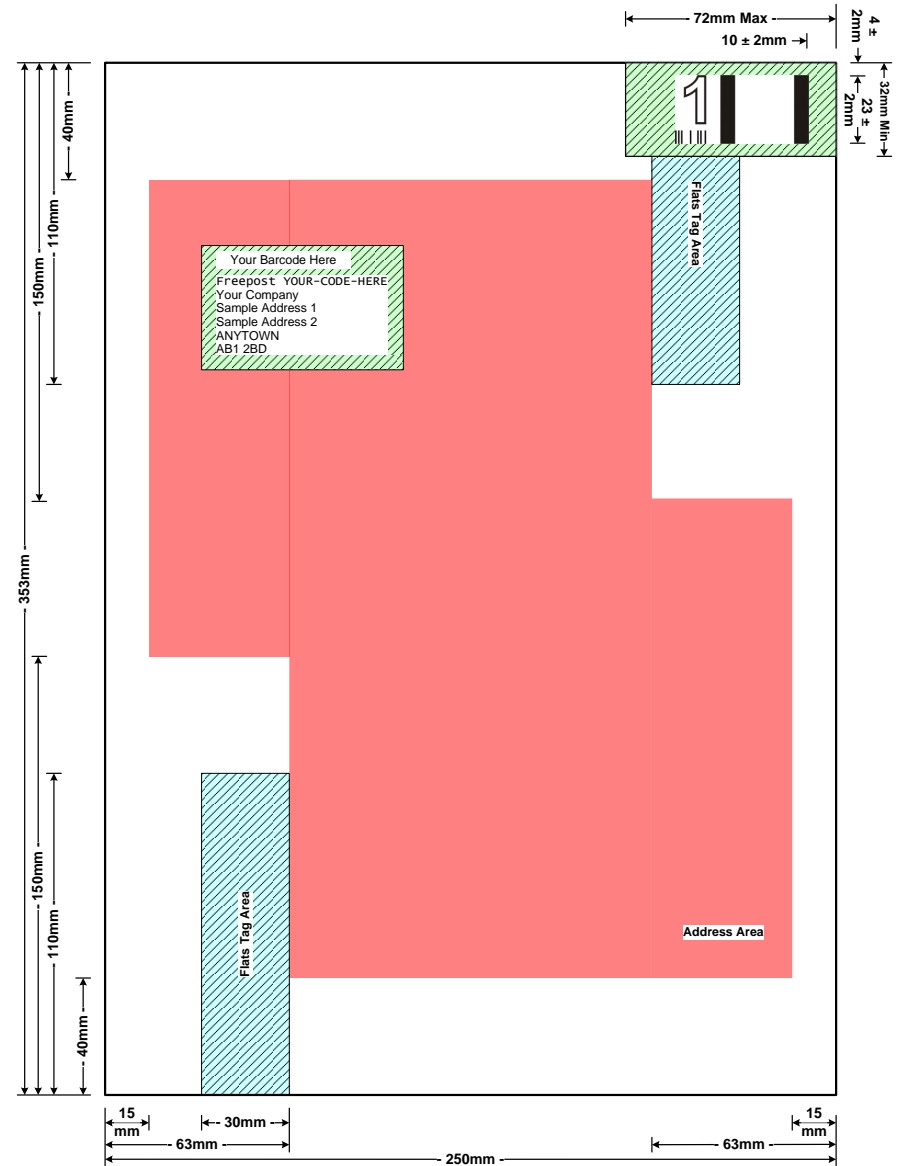 - 72mm Max -
4 ±
2mm
10 ± 2mm
32mm Min
23 ±
2mm
1
- 40mm -
- 110mm -
- 150mm -
- 353mm -
Flats Tag Area
Your Barcode Here
Freepost YOUR-CODE-HERE
Your Company
Sample Address 1
Sample Address 2
ANYTOWN
AB1 2BD
- 150mm -
- 110mm -
- 40mm -
Flats Tag Area
Address Area
15
mm
- 30mm -
15
mm
- 63mm -
- 63mm -
- 250mm -